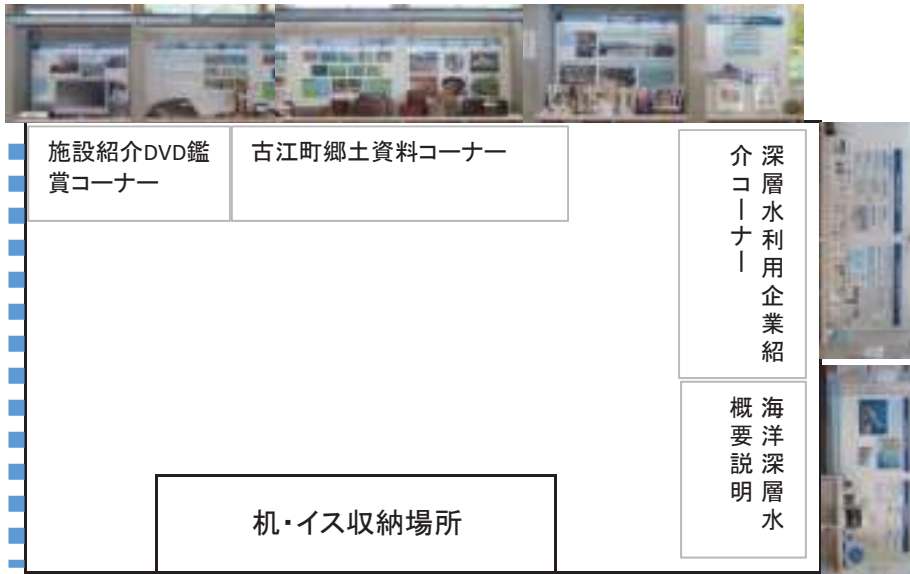 施設紹介DVD鑑
賞コーナー
古江町郷土資料コーナー
深層水利用企業紹
介コーナー
海洋深層水
概要説明
机・イス収納場所